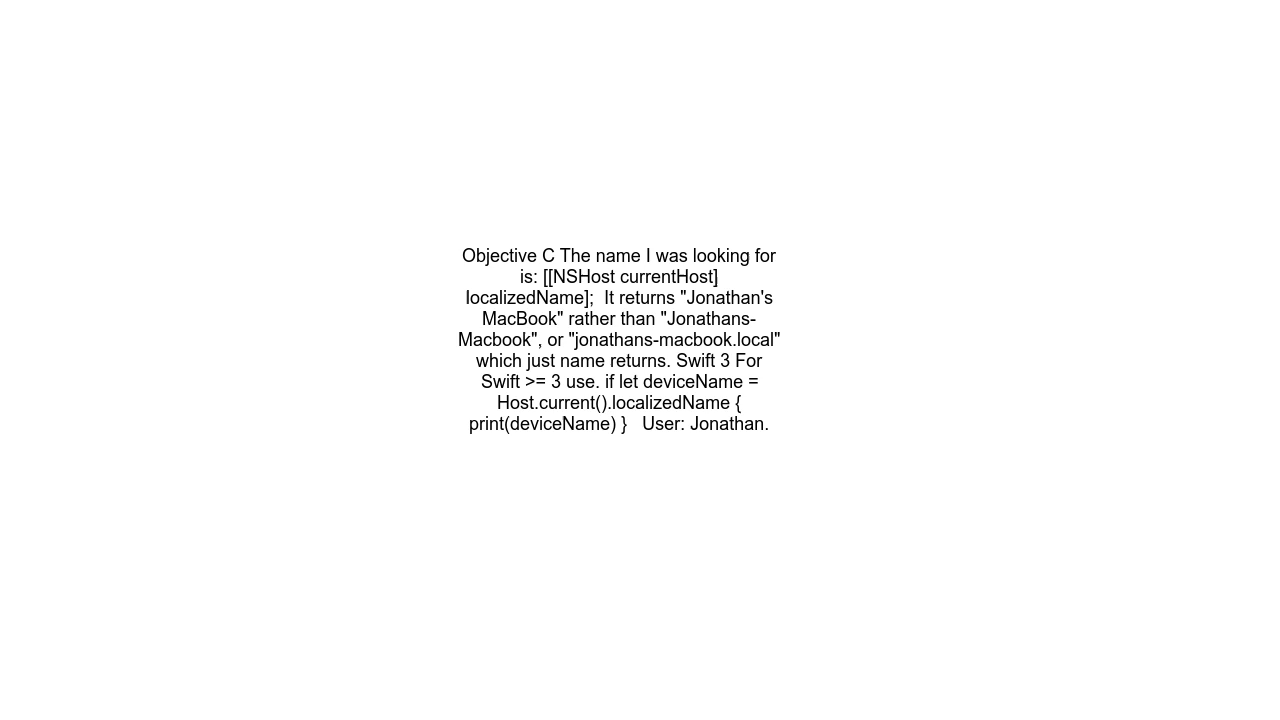 Objective C The name I was looking for
is: [[NSHost currentHost]
localizedName];  It returns "Jonathan's
MacBook" rather than "Jonathans-
Macbook", or "jonathans-macbook.local"
which just name returns. Swift 3 For
Swift >= 3 use. if let deviceName =
Host.current().localizedName {
print(deviceName) }   User: Jonathan.